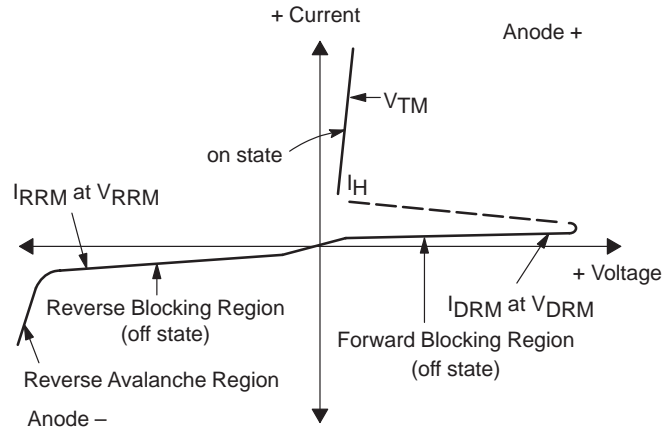 + Current
Anode +
VTM
on state
IH
IRRM at VRRM
+ Voltage
Reverse Blocking Region
(off state)
IDRM at VDRM
Forward Blocking Region
(off state)
Reverse Avalanche Region
Anode –